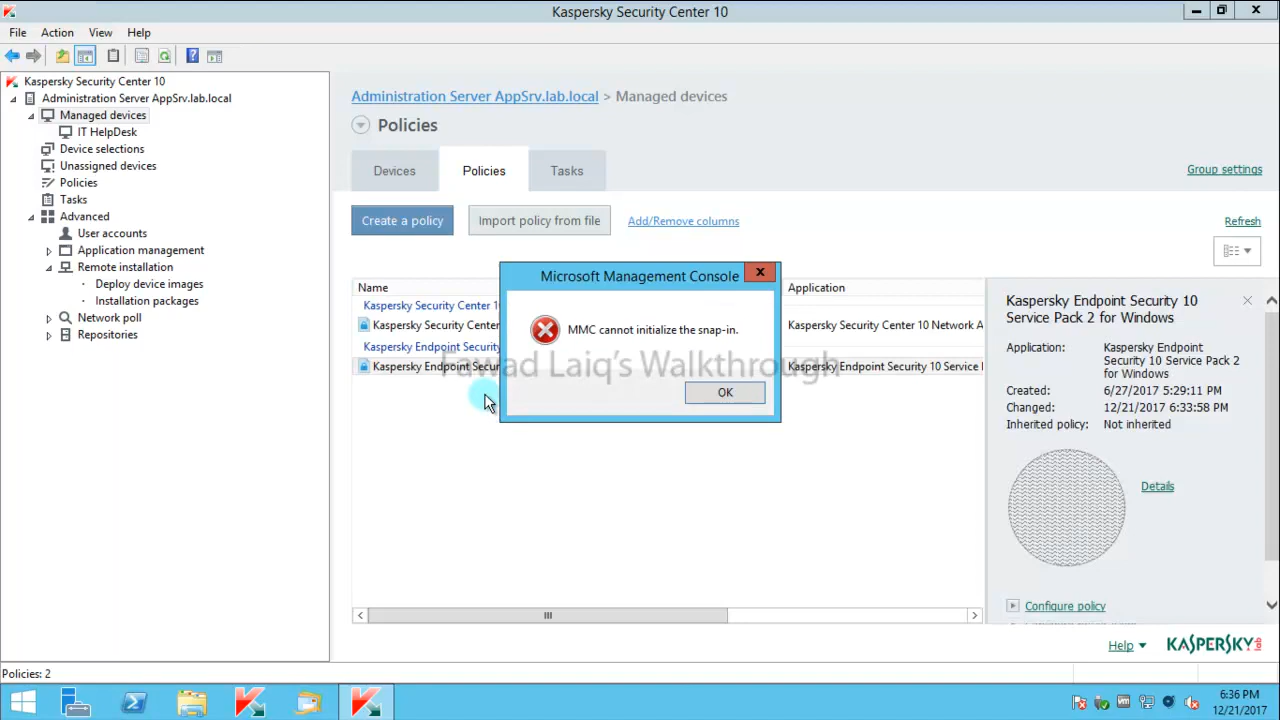 Kaspersky Security Center 10
File Action View Help
Kaspersky Security Center 10
Administration Server AppSrv.lab.local
Managed devices
IT HelpDesk
Device selections
Unassigned devices
Policies
Tasks
Advanced
User accounts
Application management
Remote installation
Deploy device images
Installation packages
Network poll
Repositories
Administration Server AppSrv.lab.local > Managed devices
Policies
Devices Policies Tasks
Group settings
Create a policy Import policy from file Add/Remove columns
Refresh
Name Application
Kaspersky Security Center 1
Kaspersky Security Center Kaspersky Security Center 10 Network A
Kaspersky Endpoint Security
Kaspersky Endpoint Secur Kaspersky Endpoint Security 10 Service
Microsoft Management Console
MMC cannot initialize the snap-in.
OK
Fawad Laiq's Walkthrough
Kaspersky Endpoint Security 10
Service Pack 2 for Windows
Application: Kaspersky Endpoint
Security 10 Service Pack 2
for Windows
Created: 6/27/2017 5:29:11 PM
Changed: 12/21/2017 6:33:58 PM
Inherited policy: Not inherited
Details
Configure policy
Help
KASPERSKY lab
Policies: 2
6:36 PM
12/21/2017